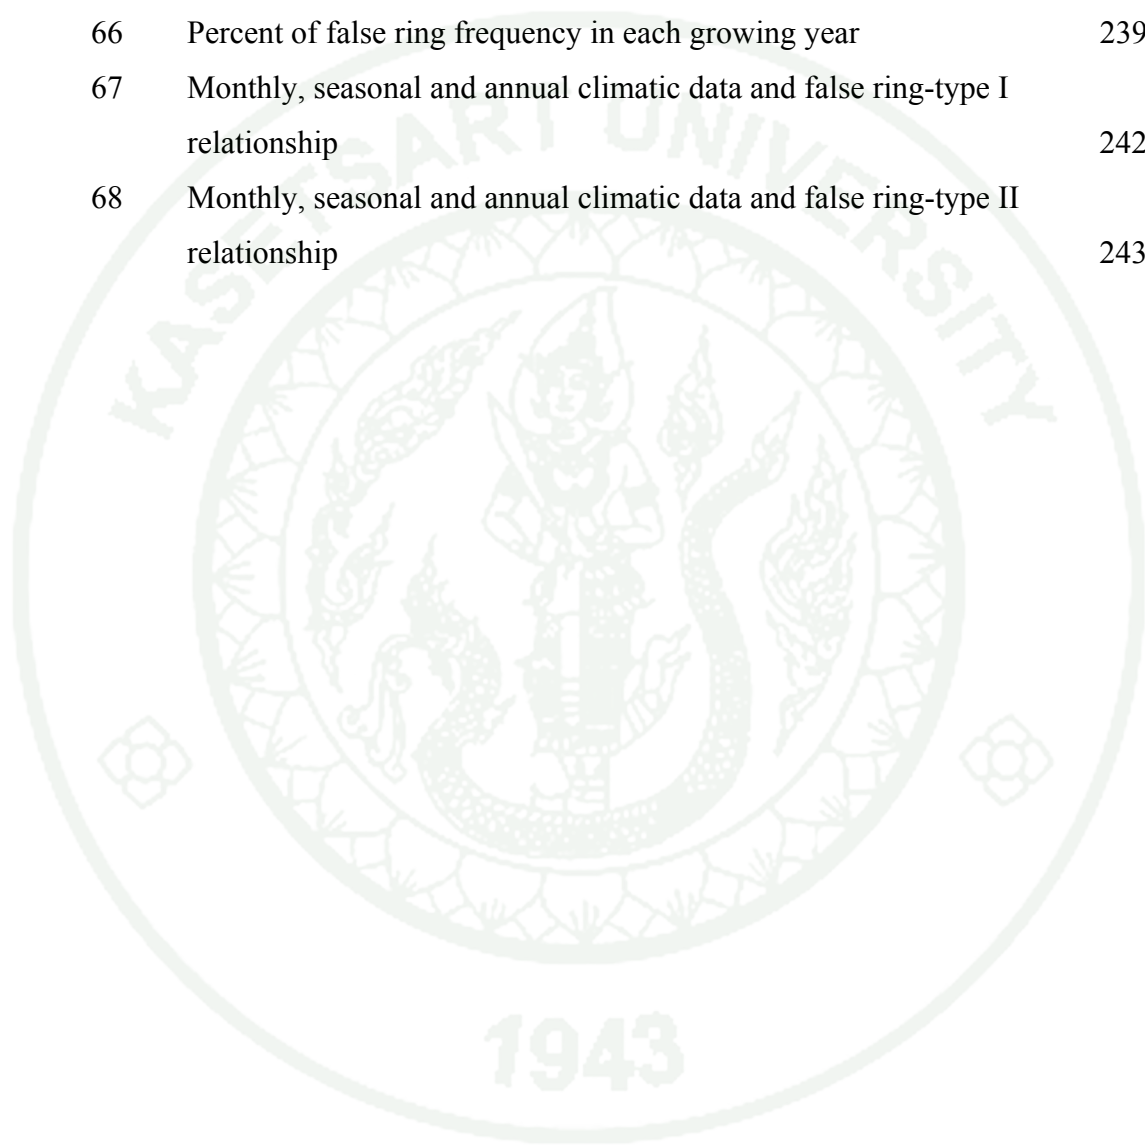 66 Percent of false ring frequency in each growing year 239
67 Monthly, seasonal and annual climatic data and false ring-type I
relationship 242
68 Monthly, seasonal and annual climatic data and false ring-type II
relationship 243
KASETSART UNIVERSITY
1943